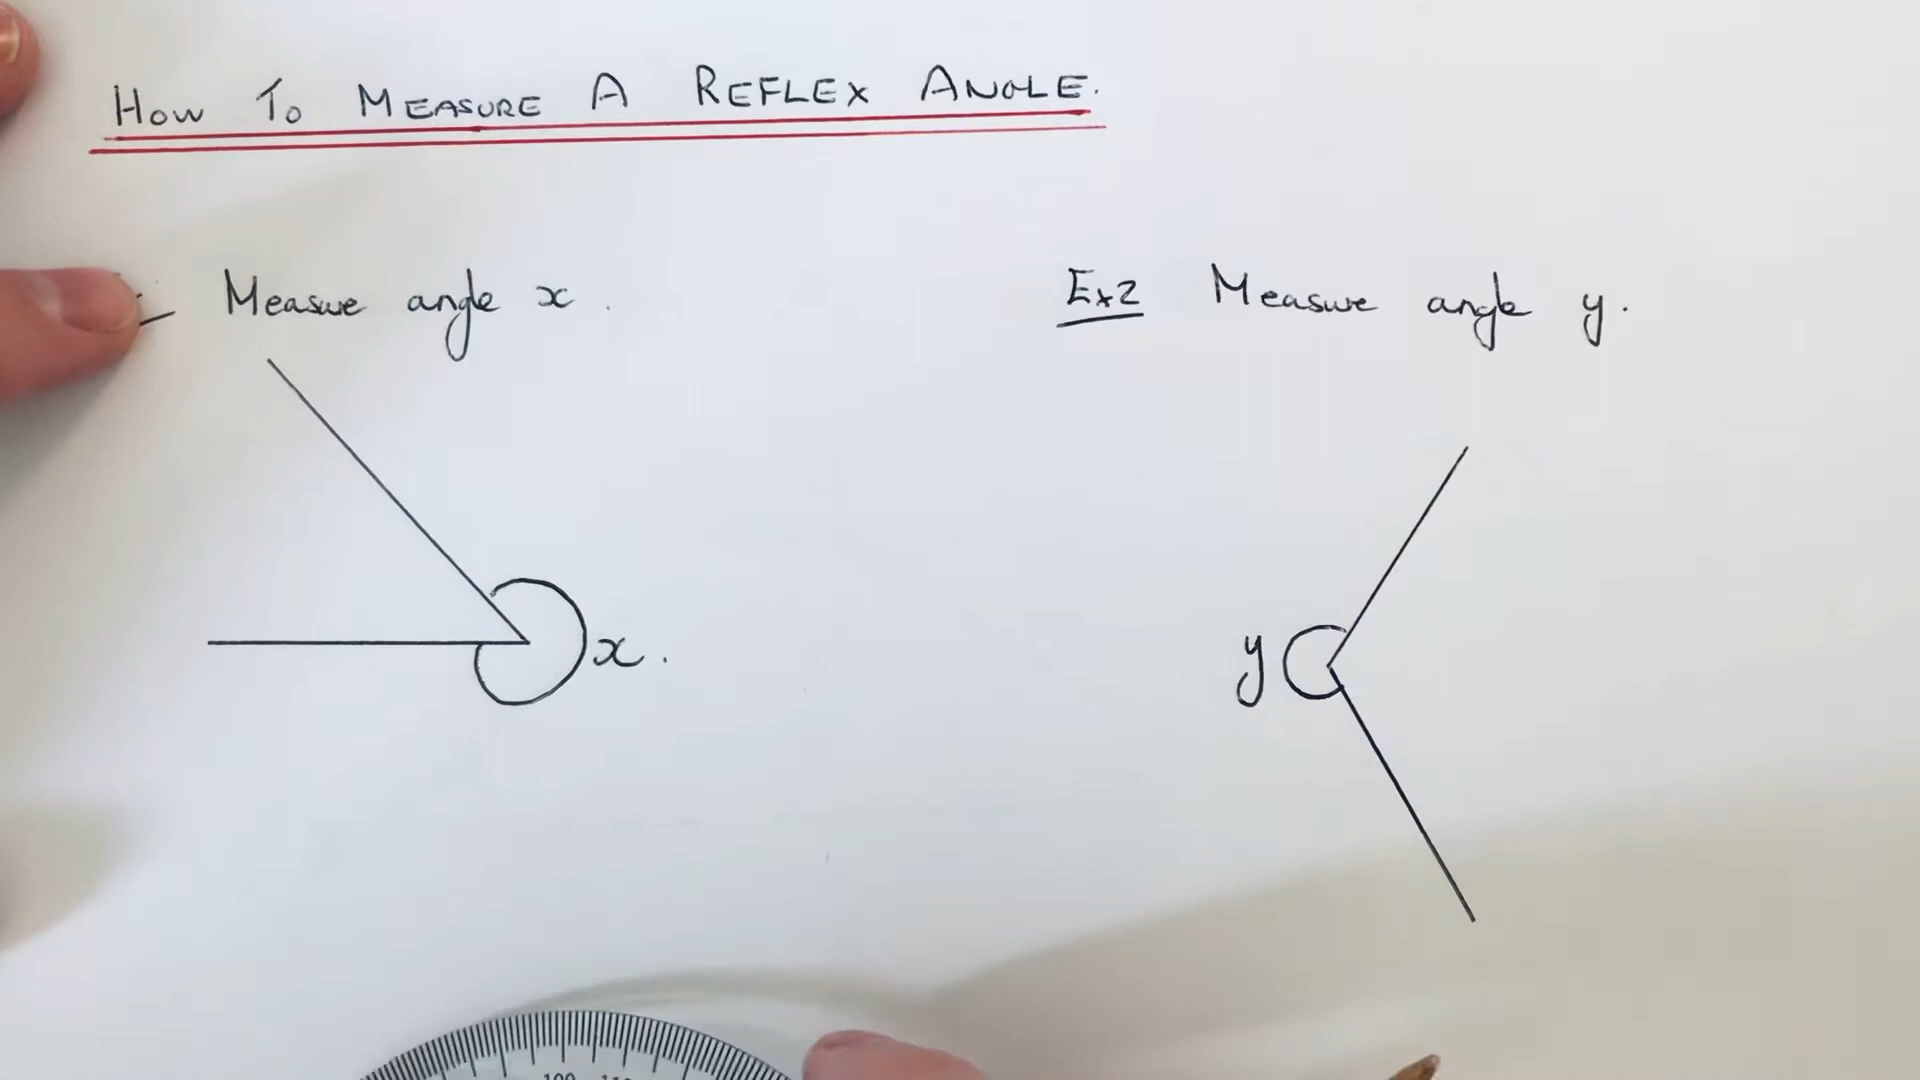 HOW TO MEASURE A REFLEX ANGLE.
Measure angle x.
Ex2 Measure angle y.
x.
y
100